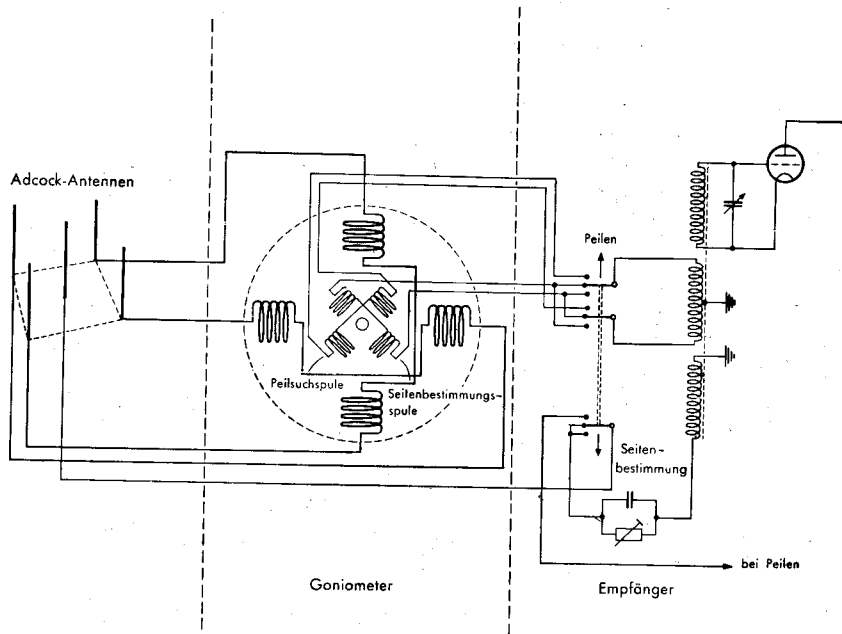 Adcock-Antennen
Peilen
Peilsuchspule
Seitenbestimmungs-
spule
Seiten-
bestimmung
bei Peilen
Goniometer
Empfänger